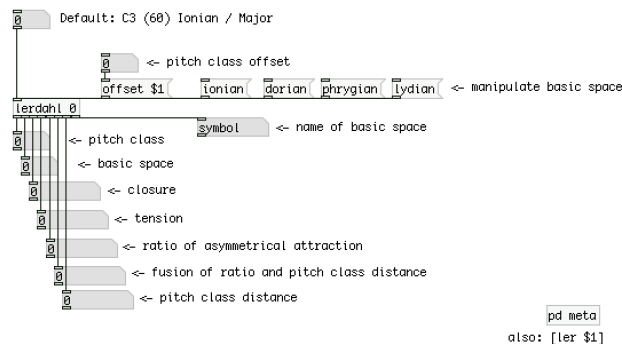 0 Default: C3 (60) Ionian / Major
0 <- pitch class offset
offset $1 ionian dorian phrygian lydian <- manipulate basic space
lerdahl 0
symbol <- name of basic space
0 <- pitch class
0 <- basic space
0 <- closure
0 <- tension
0 <- ratio of asymmetrical attraction
0 <- fusion of ratio and pitch class distance
0 <- pitch class distance
pd meta
also: [ler $1]